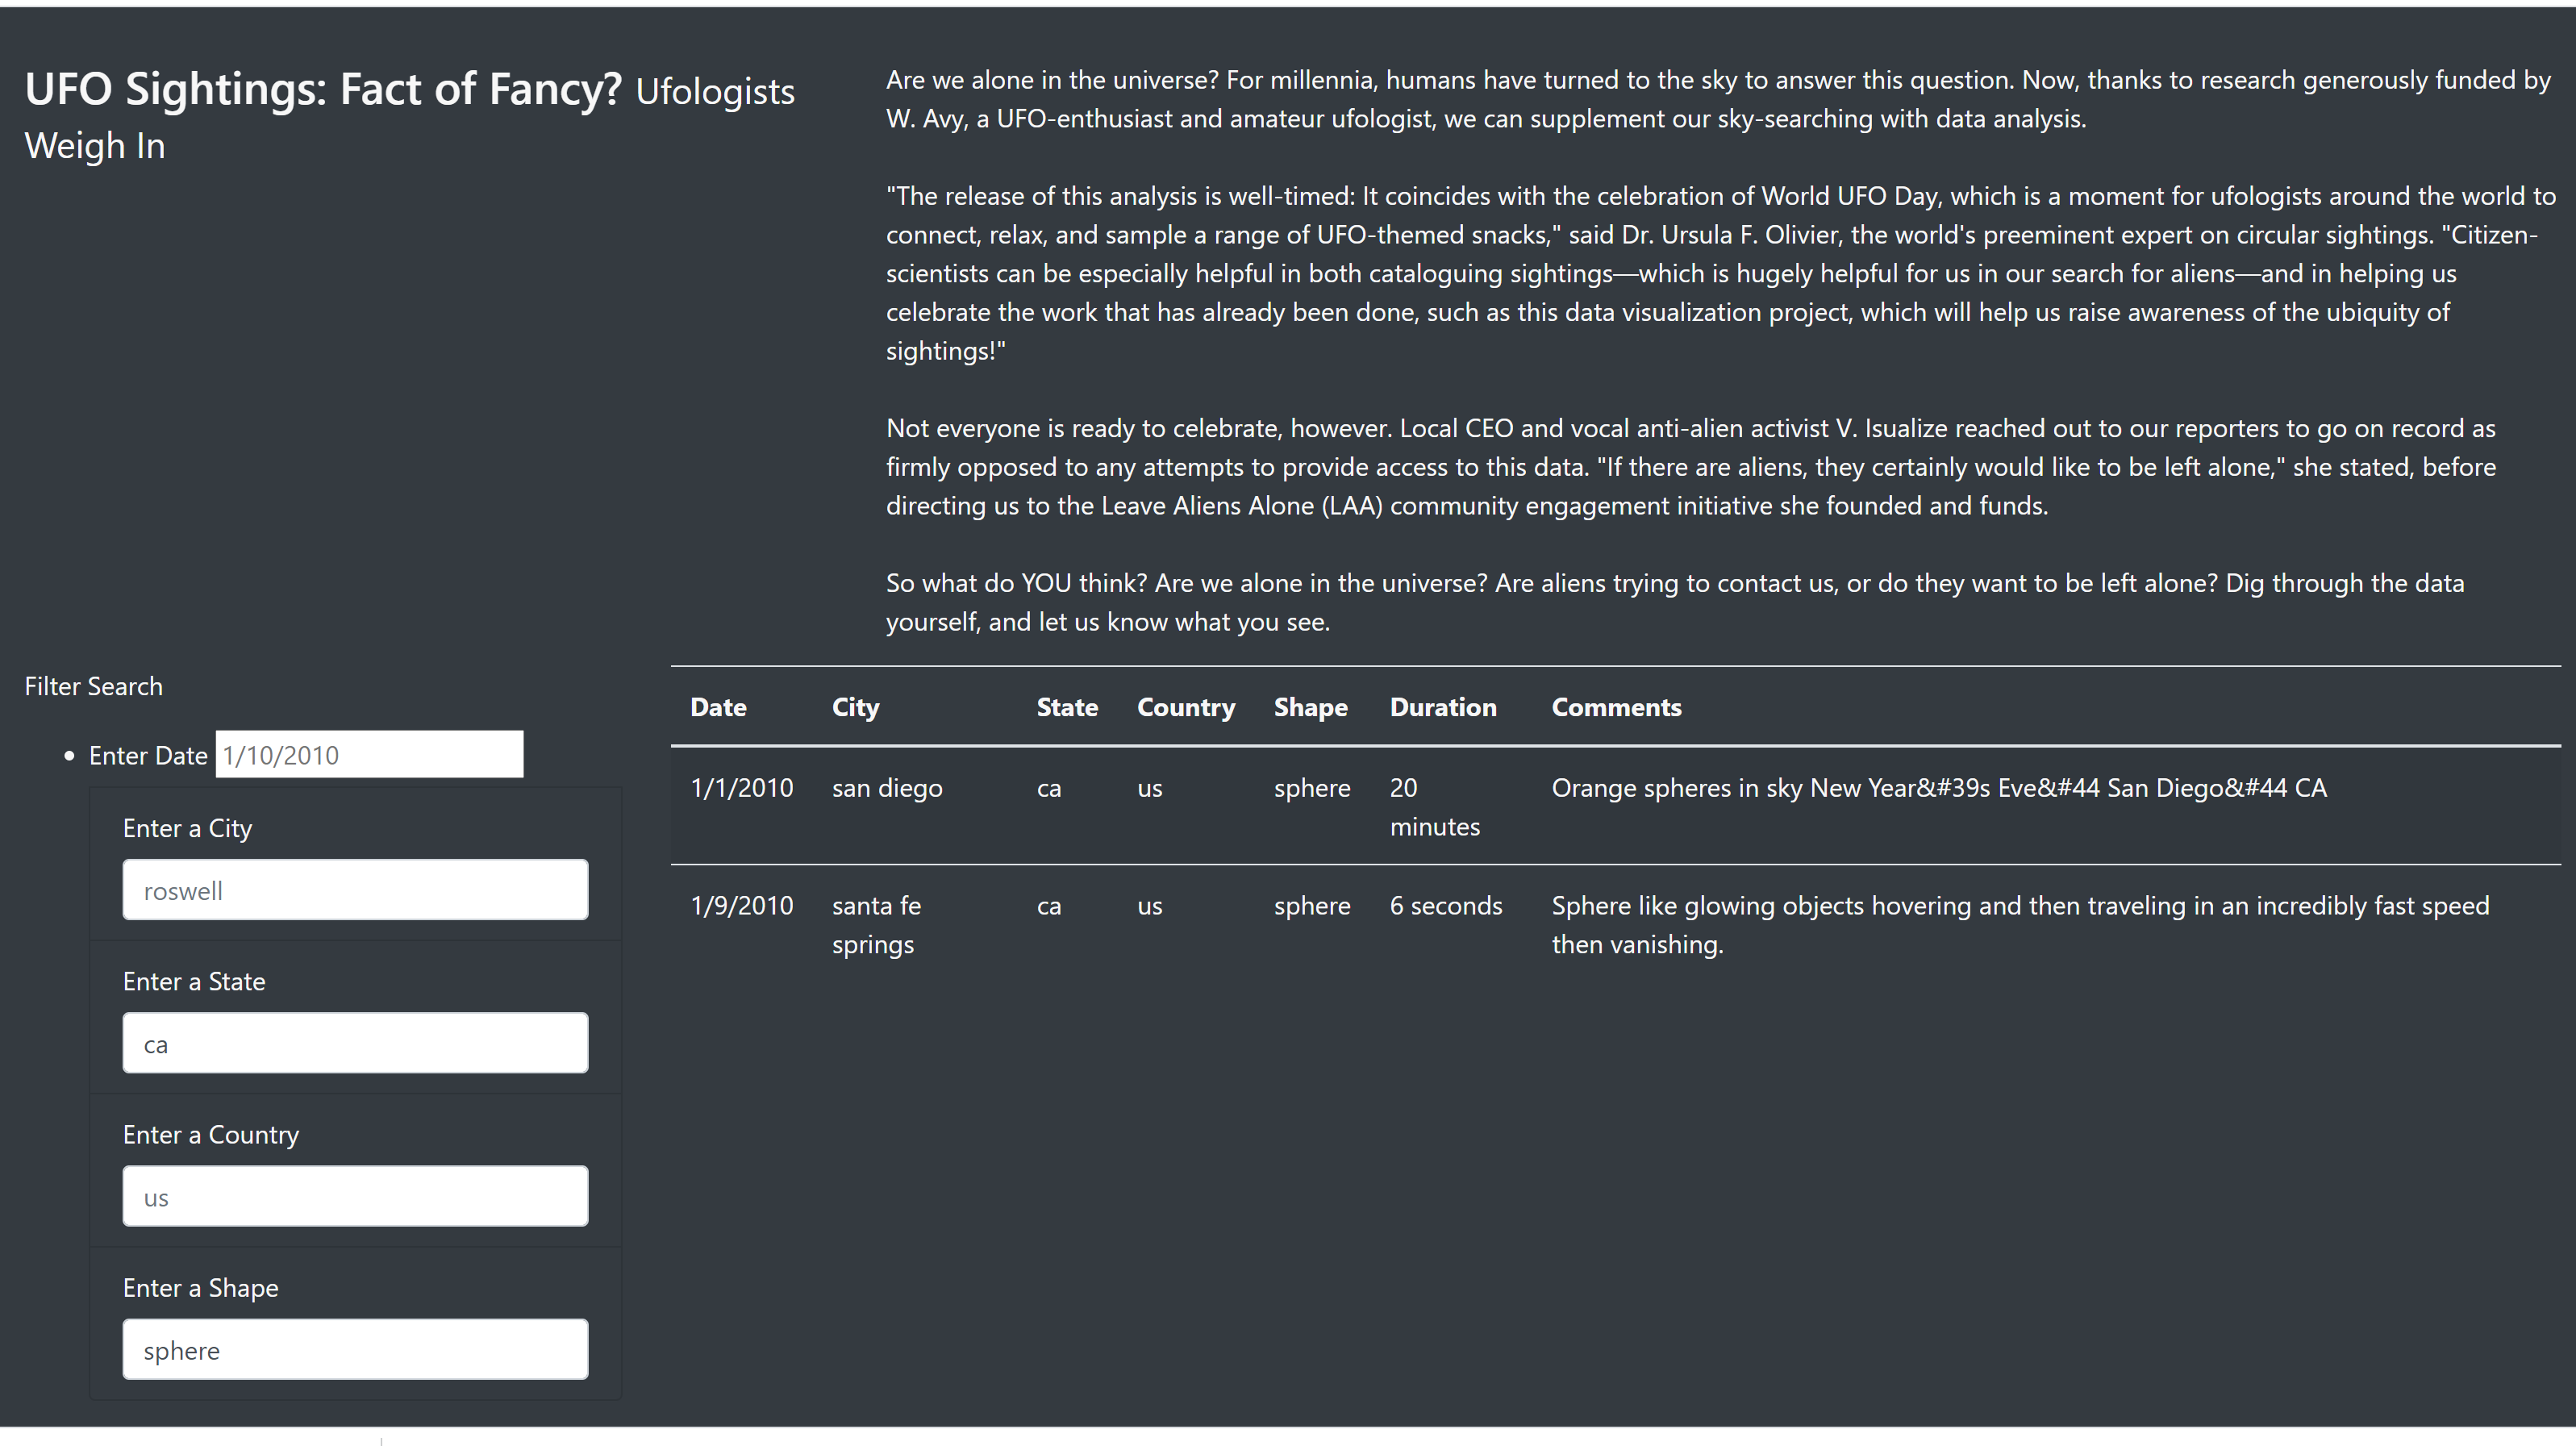 UFO Sightings: Fact of Fancy? Ufologists
Weigh In
Are we alone in the universe? For millennia, humans have turned to the sky to answer this question. Now, thanks to research generously funded by
W. Avy, a UFO-enthusiast and amateur ufologist, we can supplement our sky-searching with data analysis.
"The release of this analysis is well-timed: It coincides with the celebration of World UFO Day, which is a moment for ufologists around the world to
connect, relax, and sample a range of UFO-themed snacks," said Dr. Ursula F. Olivier, the world's preeminent expert on circular sightings. "Citizen-
scientists can be especially helpful in both cataloguing sightings—which is hugely helpful for us in our search for aliens—and in helping us
celebrate the work that has already been done, such as this data visualization project, which will help us raise awareness of the ubiquity of
sightings!"
Not everyone is ready to celebrate, however. Local CEO and vocal anti-alien activist V. Isualize reached out to our reporters to go on record as
firmly opposed to any attempts to provide access to this data. "If there are aliens, they certainly would like to be left alone," she stated, before
directing us to the Leave Aliens Alone (LAA) community engagement initiative she founded and funds.
So what do YOU think? Are we alone in the universe? Are aliens trying to contact us, or do they want to be left alone? Dig through the data
yourself, and let us know what you see.
Filter Search
• Enter Date 1/10/2010
Enter a City
roswell
Enter a State
ca
Enter a Country
us
Enter a Shape
sphere
Date City State Country Shape Duration Comments
1/1/2010 san diego ca us sphere 20 Orange spheres in sky New Year&#39s Eve&#44 San Diego&#44 CA
minutes
1/9/2010 santa fe ca us sphere 6 seconds Sphere like glowing objects hovering and then traveling in an incredibly fast speed
springs then vanishing.